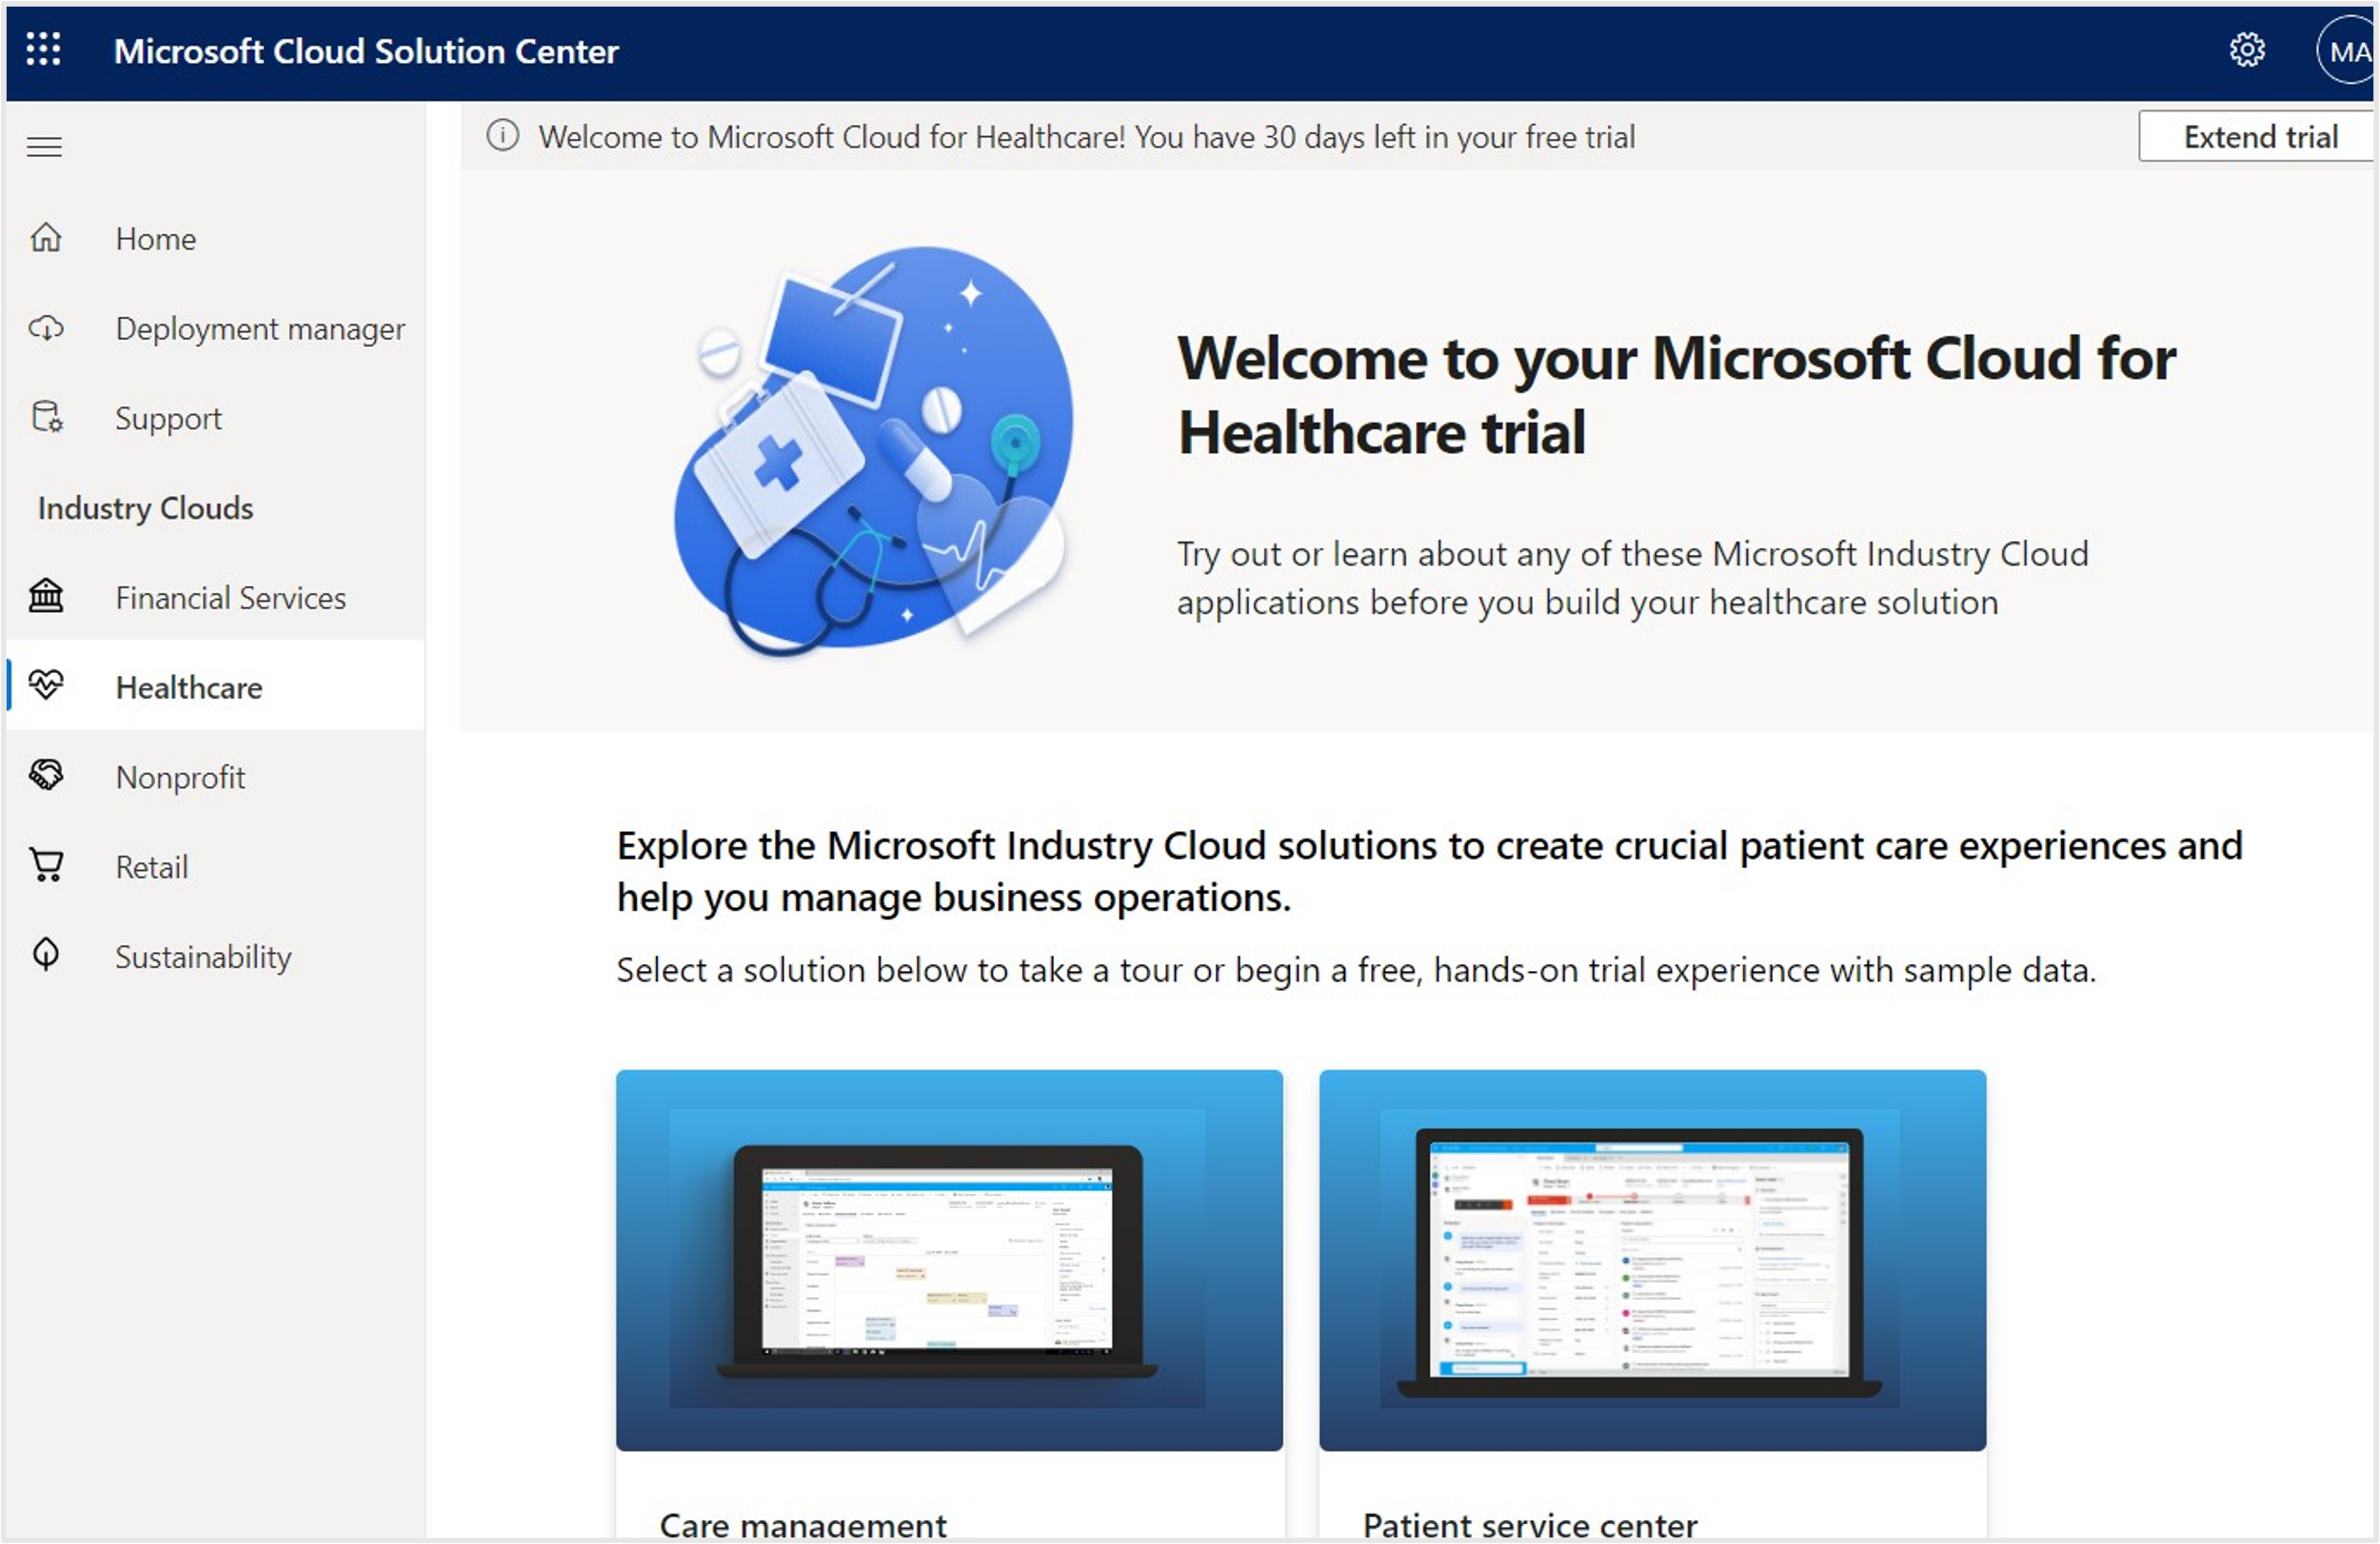 Microsoft Cloud Solution Center
MA
Welcome to Microsoft Cloud for Healthcare! You have 30 days left in your free trial
Extend trial
Home
Deployment manager
Support
Industry Clouds
Financial Services
Healthcare
Nonprofit
Retail
Sustainability
Welcome to your Microsoft Cloud for
Healthcare trial
Try out or learn about any of these Microsoft Industry Cloud
applications before you build your healthcare solution
Explore the Microsoft Industry Cloud solutions to create crucial patient care experiences and
help you manage business operations.
Select a solution below to take a tour or begin a free, hands-on trial experience with sample data.
Care management
Patient service center